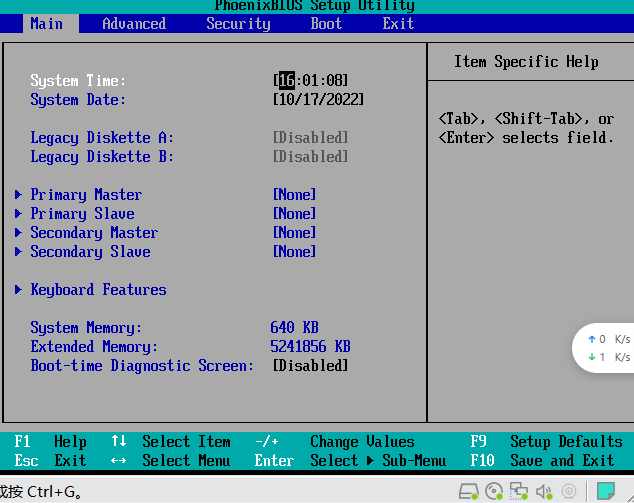 PhoenixBIOS Setup Utility
Main Advanced Security Boot Exit
Item Specific Help
System Time: [16:01:08]
System Date: [10/17/2022]
<Tab>, <Shift-Tab>, or
<Enter> selects field.
Legacy Diskette A: [Disabled]
Legacy Diskette B: [Disabled]
Primary Master [None]
Primary Slave [None]
Secondary Master [None]
Secondary Slave [None]
Keyboard Features
System Memory: 640 KB
Extended Memory: 5241856 KB
Boot-time Diagnostic Screen: [Disabled]
↑ 0 K/s
↓ 1 K/s
F1 Help ↑↓ Select Item -/+ Change Values F9 Setup Defaults
Esc Exit ↔ Select Menu Enter Select ▶ Sub-Menu F10 Save and Exit
或按 Ctrl+G。